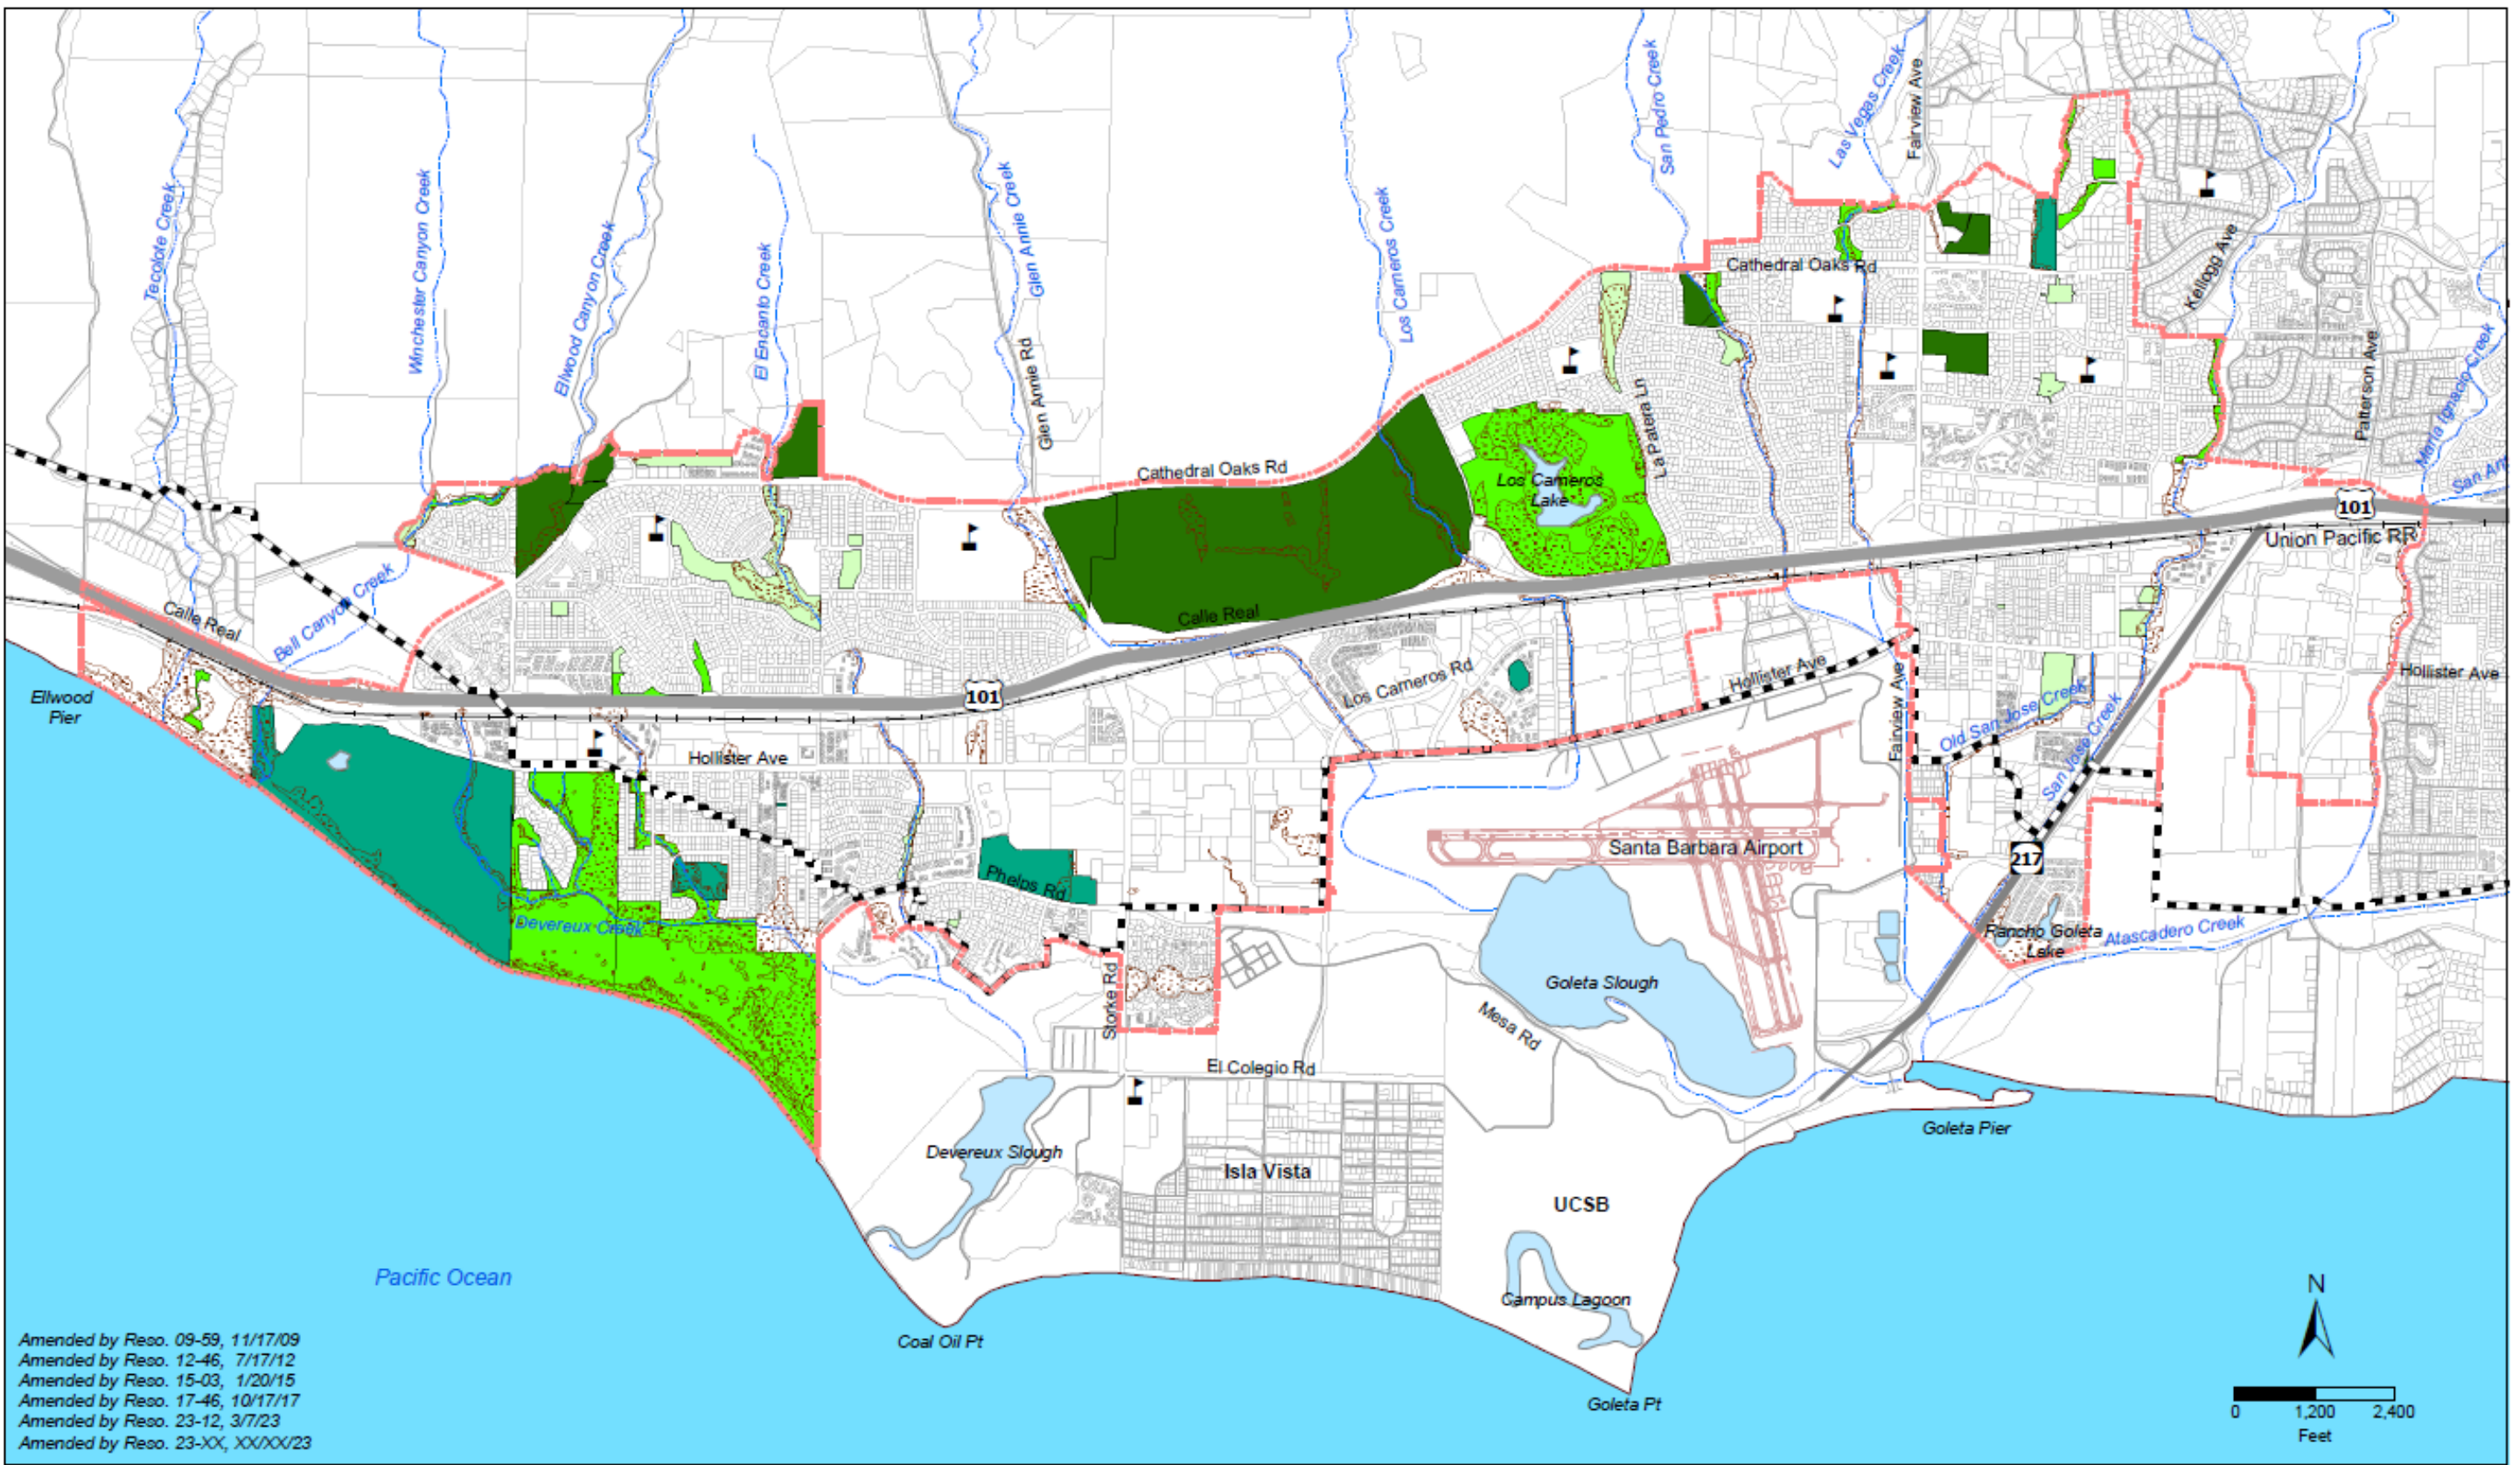 Tecolote Creek
Winchester Canyon Creek
Ellwood Canyon Creek
El Encanto Creek
Glen Annie Creek
Glen Annie Rd
Los Carneros Creek
San Pedro Creek
Las Vegas Creek
Fairview Ave
Cathedral Oaks Rd
Kellogg Ave
Patterson Ave
Maria Ignacio Creek
La Patera Ln
Cathedral Oaks Rd
Los Carneros
Lake
101
Union Pacific RR
Calle Real
Bell Canyon Creek
Calle Real
Ellwood
Pier
101
Los Carneros Rd
Hollister Ave
Fairview Ave
Old San Jose Creek
San Jose Creek
Hollister Ave
Hollister Ave
Santa Barbara Airport
217
Phelps Rd
Devereux Creek
Rancho Goleta
Lake
Atascadero Creek
Storke Rd
Goleta Slough
Mesa Rd
El Colegio Rd
Devereux Slough
Isla Vista
UCSB
Goleta Pier
Pacific Ocean
Campus Lagoon
Coal Oil Pt
Goleta Pt
Amended by Reso. 09-59, 11/17/09
Amended by Reso. 12-46, 7/17/12
Amended by Reso. 15-03, 1/20/15
Amended by Reso. 17-46, 10/17/17
Amended by Reso. 23-12, 3/7/23
Amended by Reso. 23-XX, XX/XX/23
N
0 1,200 2,400
Feet